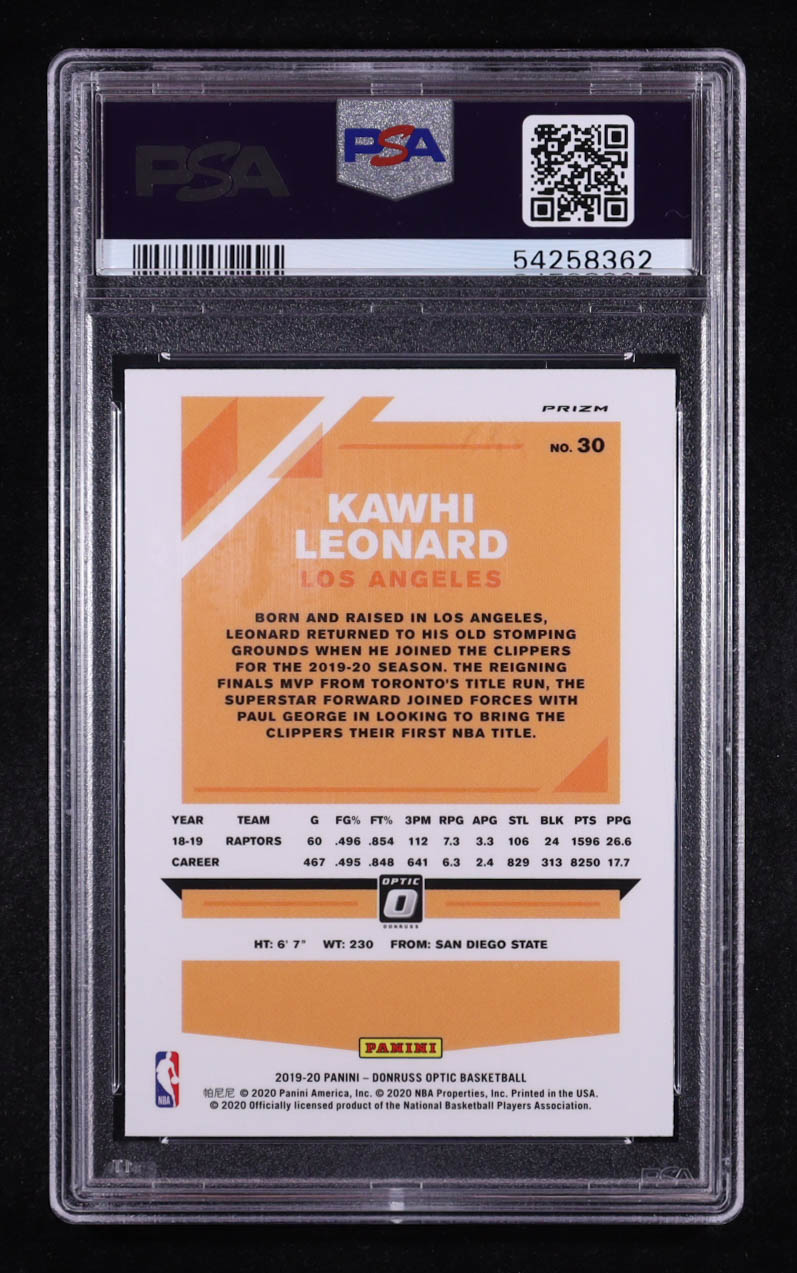 PSA
PSA
54258362
PRIZM
NO. 30
KAWHI
LEONARD
LOS ANGELES
BORN AND RAISED IN LOS ANGELES,
LEONARD RETURNED TO HIS OLD STOMPING
GROUNDS WHEN HE JOINED THE CLIPPERS
FOR THE 2019-20 SEASON. THE REIGNING
FINALS MVP FROM TORONTO'S TITLE RUN, THE
SUPERSTAR FORWARD JOINED FORCES WITH
PAUL GEORGE IN LOOKING TO BRING THE
CLIPPERS THEIR FIRST NBA TITLE.
YEAR TEAM G FG% FT% 3PM RPG APG STL BLK PTS PPG
18-19 RAPTORS 60 .496 .854 112 7.3 3.3 106 24 1596 26.6
CAREER 467 .495 .848 641 6.3 2.4 829 313 8250 17.7
OPTIC
O
DONRUSS
HT: 6' 7" WT: 230 FROM: SAN DIEGO STATE
PANINI
NBA
2019-20 PANINI – DONRUSS OPTIC BASKETBALL
帕尼尼 © 2020 Panini America, Inc. © 2020 NBA Properties, Inc. Printed in the USA.
© 2020 Officially licensed product of the National Basketball Players Association.
PSA